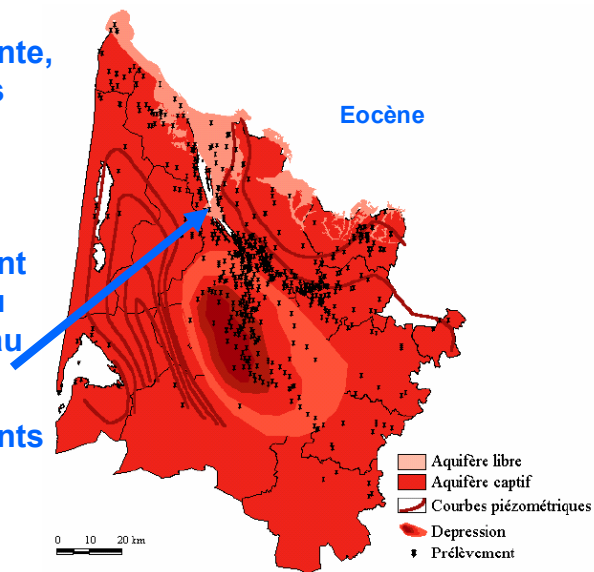 nte,
s
Eocène
nt
u
au
nts
Aquifère libre
Aquifère captif
Courbes piézométriques
Depression
Prélèvement
0 10 20 km